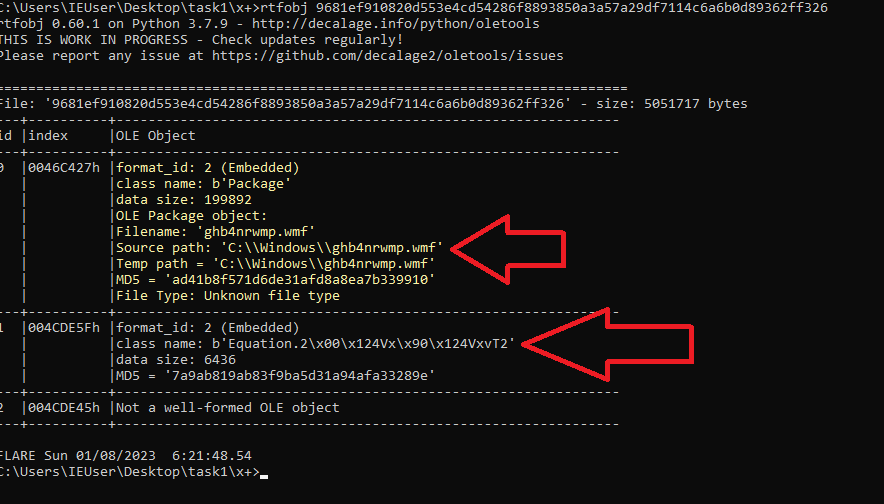 C:\Users\IEUser\Desktop\task1\x+>rtfobj 9681ef910820d553e4cd54286f8893850a3a57a29df7114c6a6b0d89362ff326
rtfobj 0.60.1 on Python 3.7.9 - http://decalage.info/python/oletools
THIS IS WORK IN PROGRESS - Check updates regularly!
Please report any issue at https://github.com/decalage2/oletools/issues
===============================================================================
File: '9681ef910820d553e4cd54286f8893850a3a57a29df7114c6a6b0d89362ff326' - size: 5051717 bytes
---+----------+---------------------------------------------------------------
id |index     |OLE Object
---+----------+---------------------------------------------------------------
0  |0046C427h |format_id: 2 (Embedded)
   |          |class name: b'Package'
   |          |data size: 199892
   |          |OLE Package object:
   |          |Filename: 'ghb4nrwmp.wmf'
   |          |Source path: 'C:\\Windows\\ghb4nrwmp.wmf'
   |          |Temp path = 'C:\\Windows\\ghb4nrwmp.wmf'
   |          |MD5 = 'ad41b8f571d6de31afd8a8ea7b339910'
   |          |File Type: Unknown file type
---+----------+---------------------------------------------------------------
1  |004CDE5Fh |format_id: 2 (Embedded)
   |          |class name: b'Equation.2\x00\x124Vx\x90\x124VxvT2'
   |          |data size: 6436
   |          |MD5 = '7a9ab819ab83f9ba5d31a94afa33289e'
---+----------+---------------------------------------------------------------
2  |004CDE45h |Not a well-formed OLE object
---+----------+---------------------------------------------------------------
FLARE Sun 01/08/2023  6:21:48.54
C:\Users\IEUser\Desktop\task1\x+>